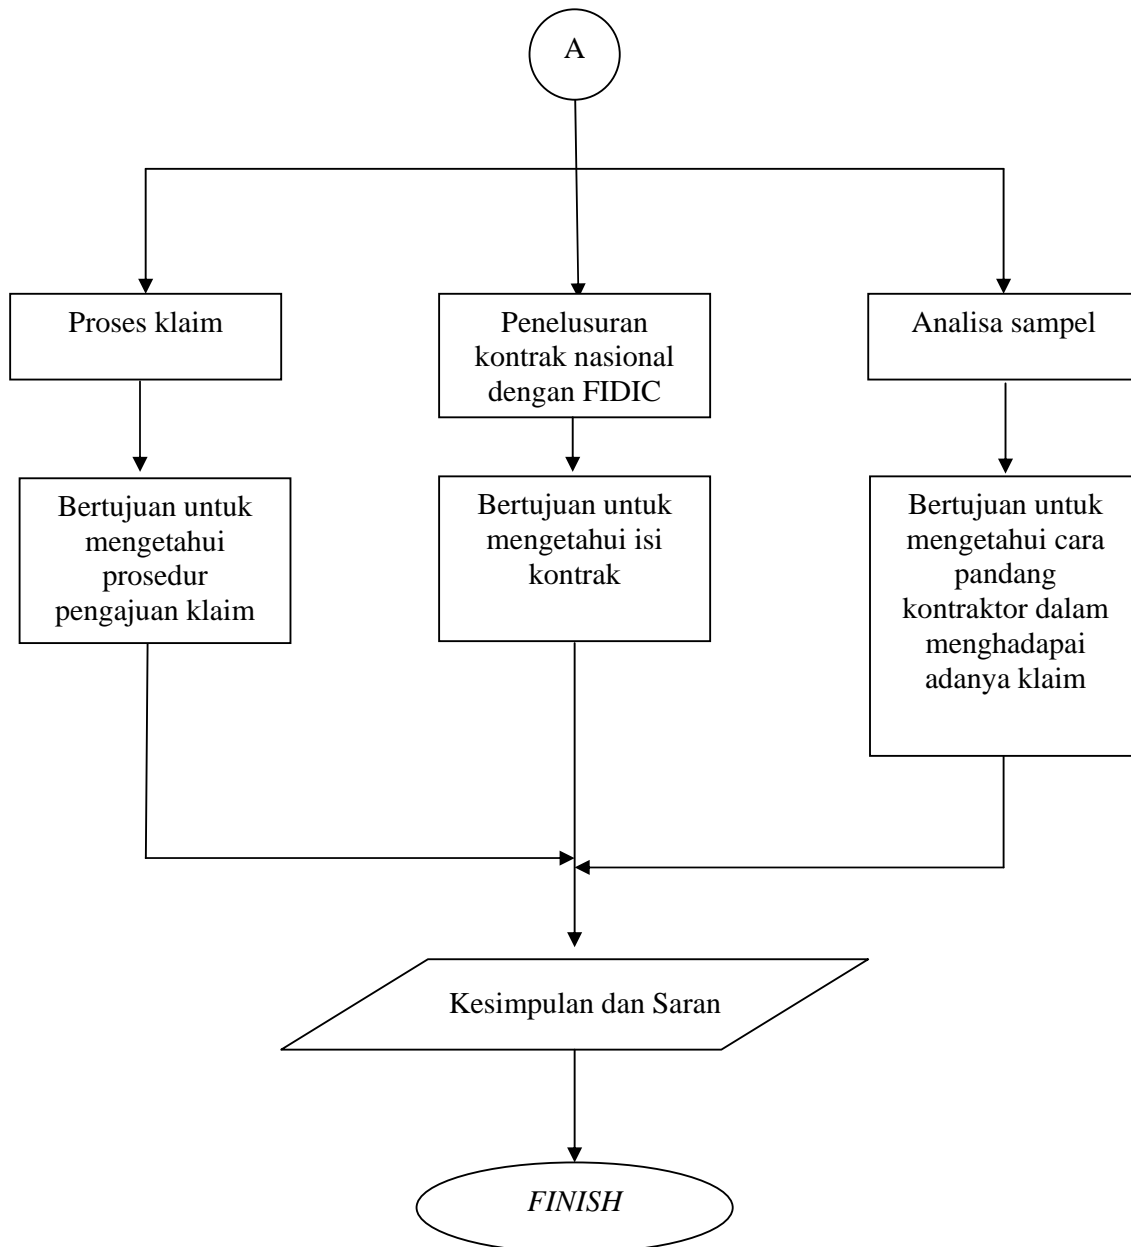 A
Proses klaim
Penelusuran
kontrak nasional
dengan FIDIC
Analisa sampel
Bertujuan untuk
mengetahui
prosedur
pengajuan klaim
Bertujuan untuk
mengetahui isi
kontrak
Bertujuan untuk
mengetahui cara
pandang
kontraktor dalam
menghadapai
adanya klaim
Kesimpulan dan Saran
FINISH